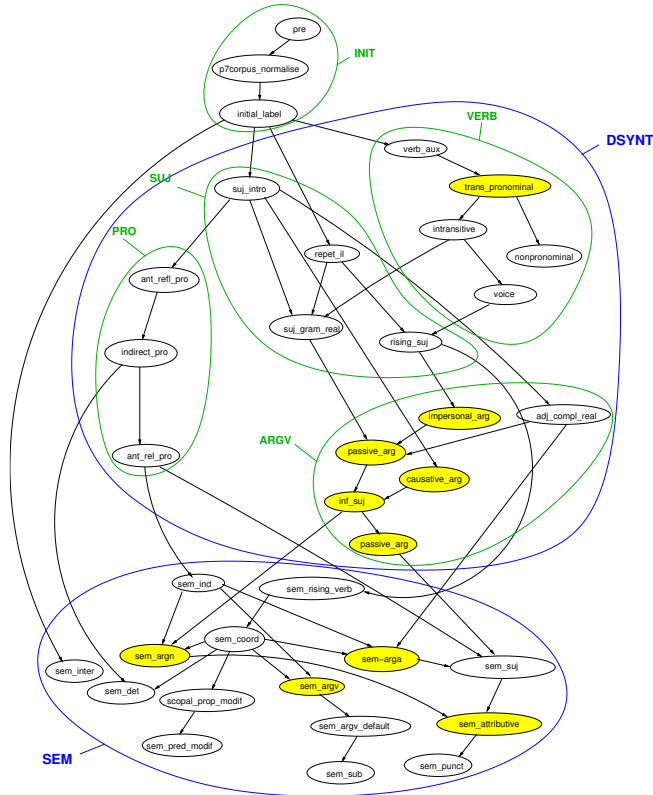 pre
INIT
p7corpus_normalise
initial_label
VERB
DSYNT
verb_aux
SUJ
suj_intro
trans_pronominal
PRO
intransitive
repet_il
nonpronominal
ant_refl_pro
voice
suj_gram_real
rising_suj
indirect_pro
impersonal_arg
adj_compl_real
ARGV
passive_arg
ant_rel_pro
causative_arg
inf_suj
passive_arg
sem_ind
sem_rising_verb
sem_coord
sem_argn
sem−arga
sem_suj
sem_inter
sem_det
sem_argv
scopal_prop_modif
sem_argv_default
sem_attributive
sem_pred_modif
SEM
sem_punct
sem_sub